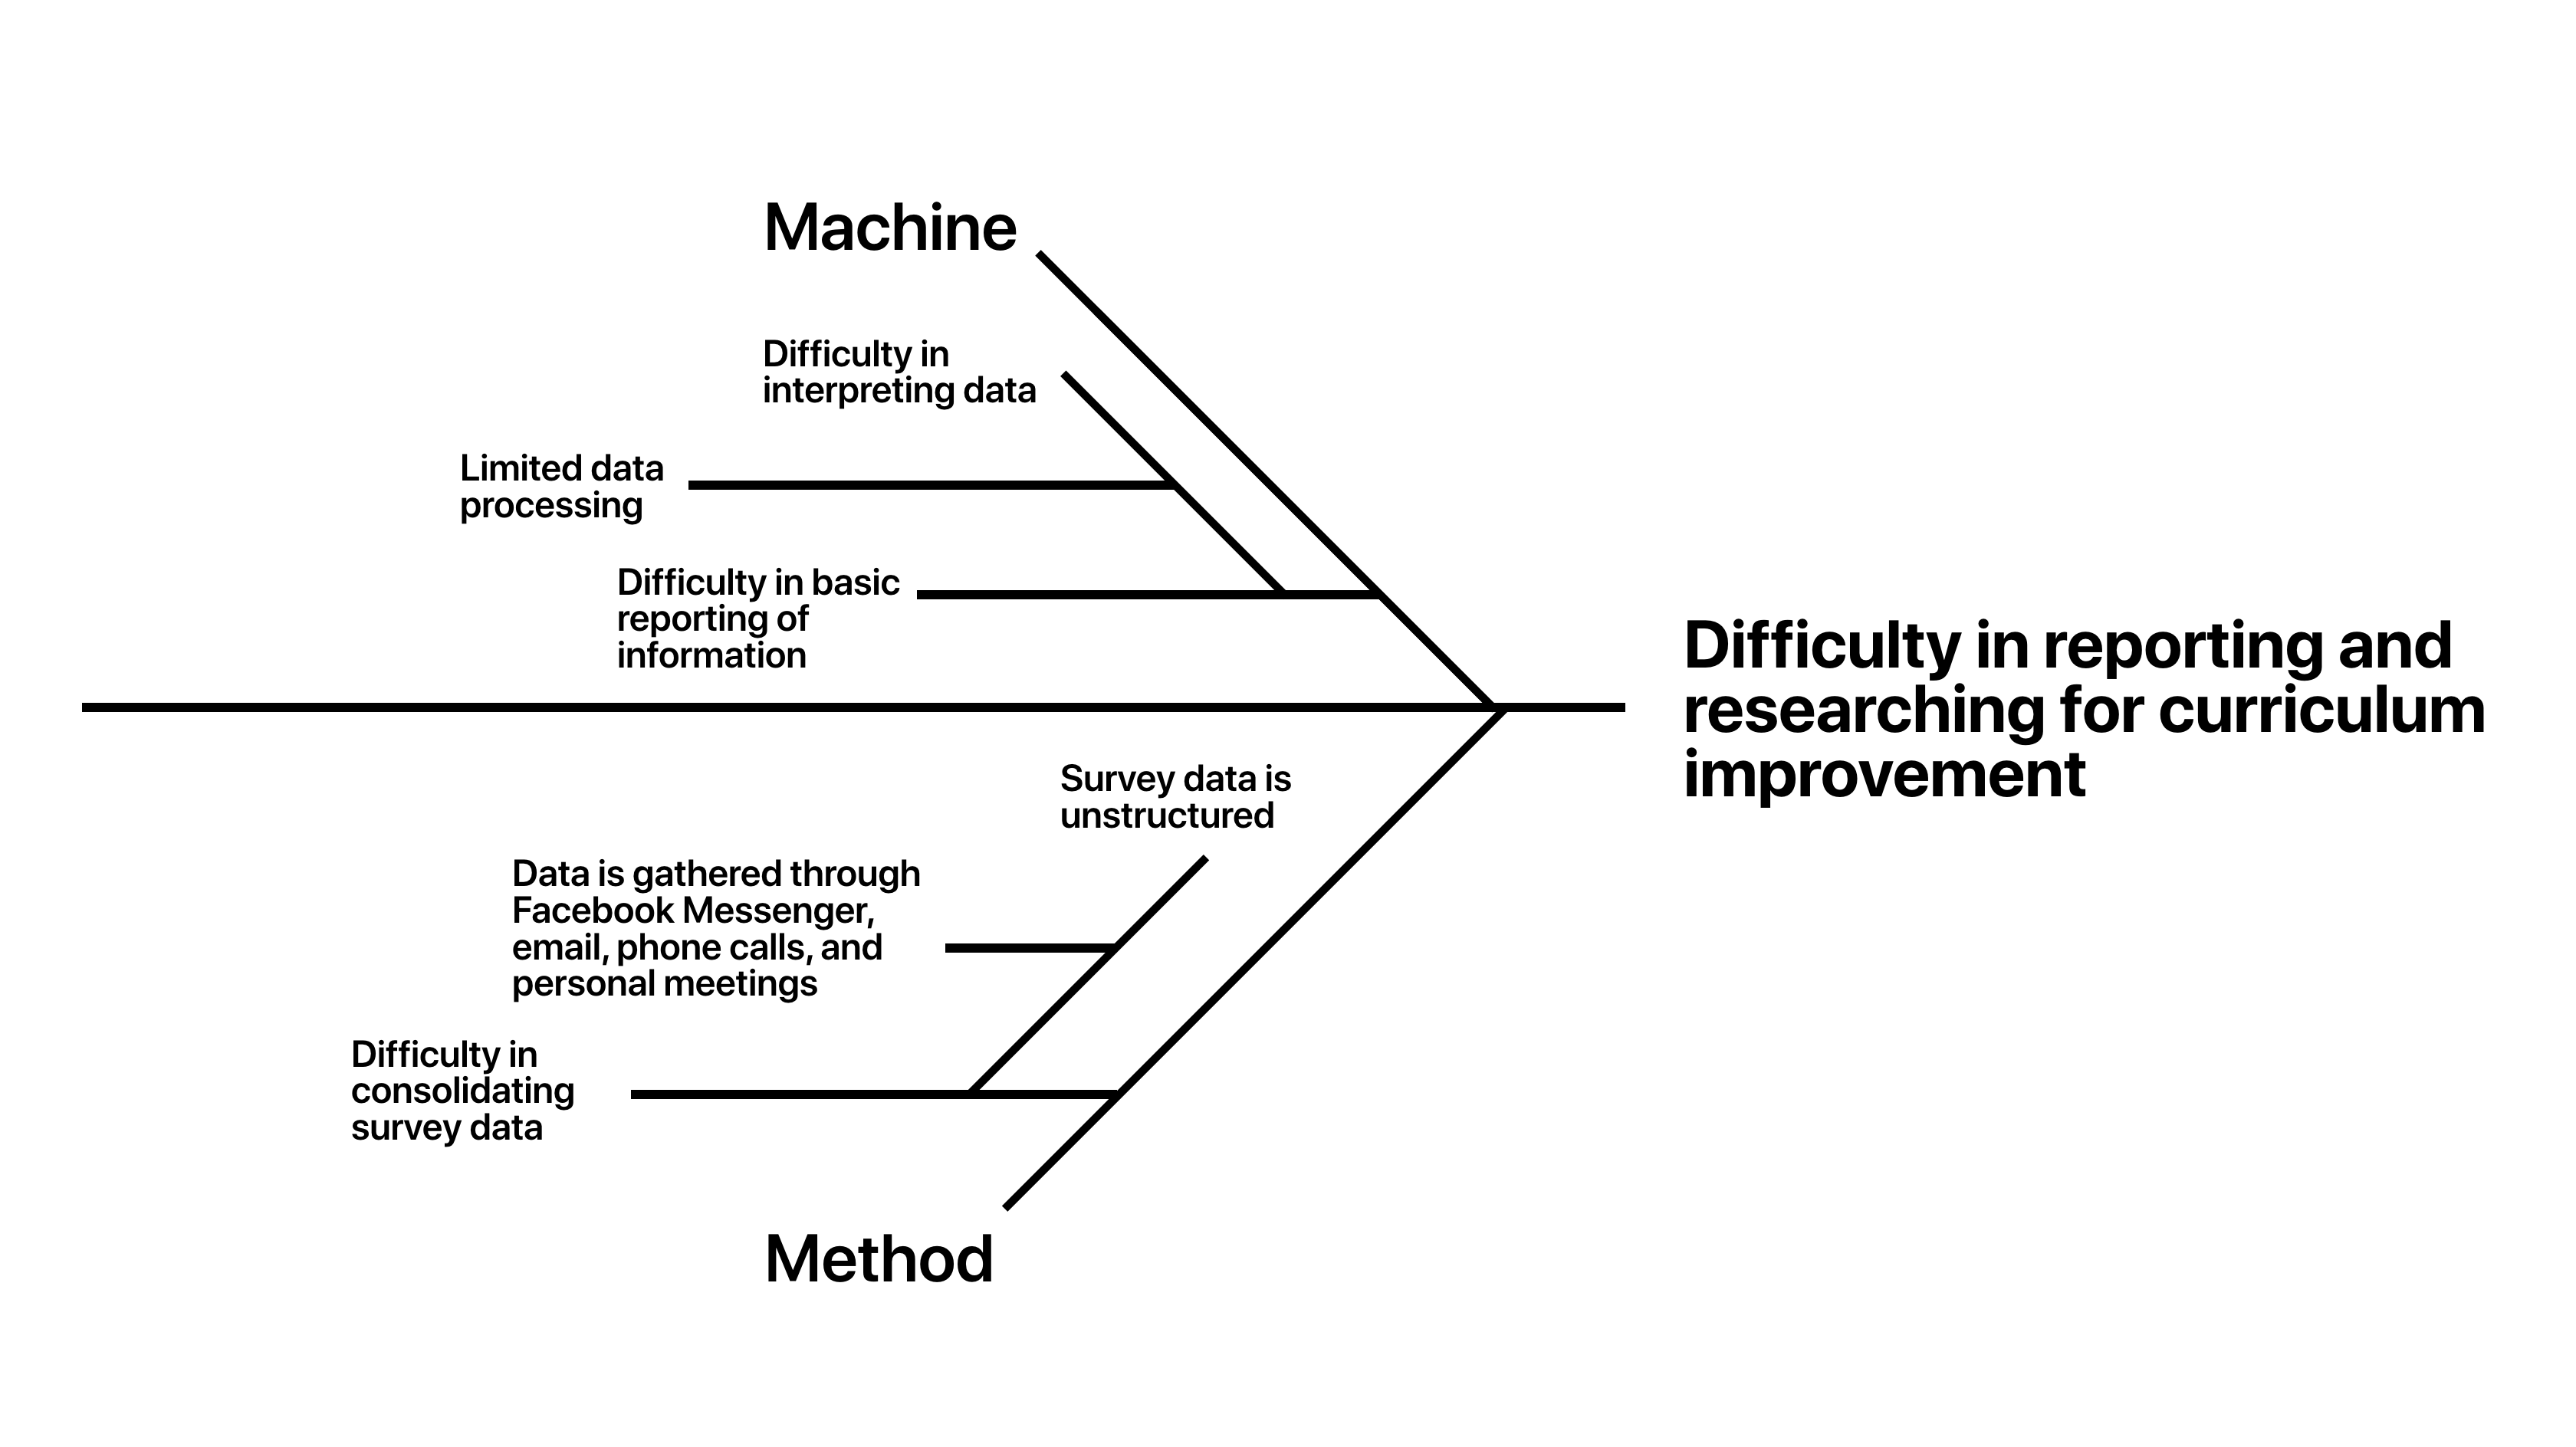 Machine
Difficulty in
interpreting data
Limited data
processing
Difficulty in basic
reporting of
information
Difficulty in reporting and
researching for curriculum
improvement
Survey data is
unstructured
Data is gathered through
Facebook Messenger,
email, phone calls, and
personal meetings
Difficulty in
consolidating
survey data
Method